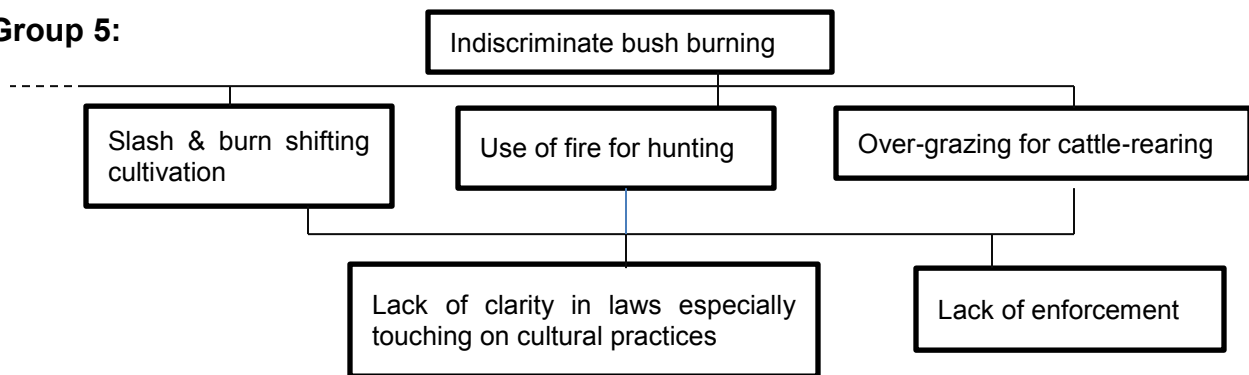 Group 5:
Indiscriminate bush burning
Slash & burn shifting
cultivation
Use of fire for hunting
Over-grazing for cattle-rearing
Lack of clarity in laws especially
touching on cultural practices
Lack of enforcement